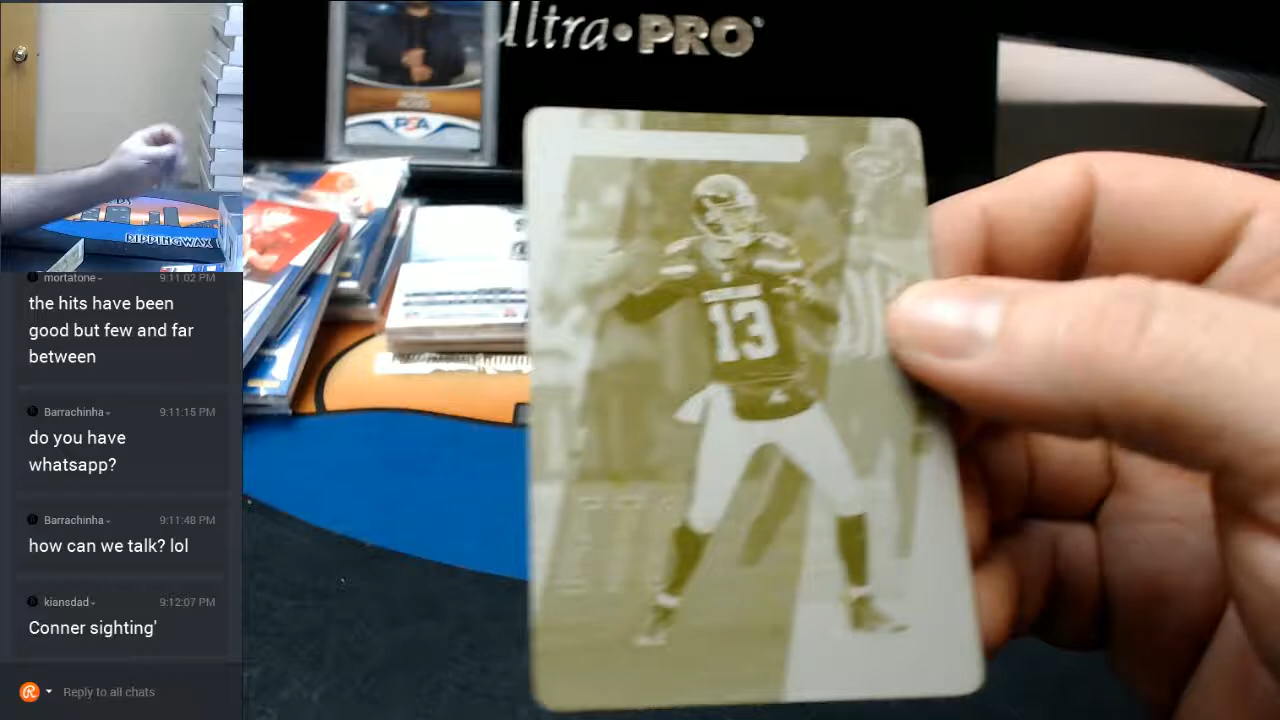 Ultra•PRO
PSA
RIPPINGWAX
13
mortatone
9:11:02 PM
the hits have been
good but few and far
between
Barrachinha
9:11:15 PM
do you have
whatsapp?
Barrachinha
9:11:48 PM
how can we talk? lol
kiansdad
9:12:07 PM
Conner sighting'
Reply to all chats